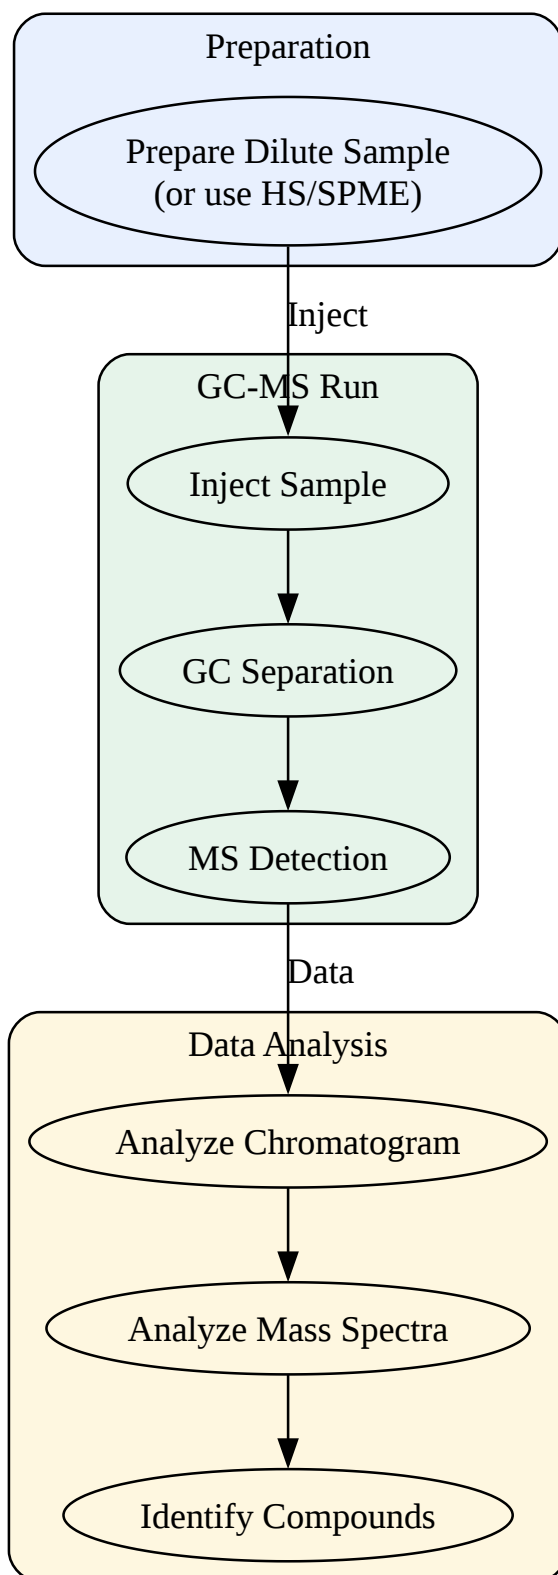 Preparation
Prepare Dilute Sample
(or use HS/SPME)
Inject
GC-MS Run
Inject Sample
GC Separation
MS Detection
Data
Data Analysis
Analyze Chromatogram
Analyze Mass Spectra
Identify Compounds